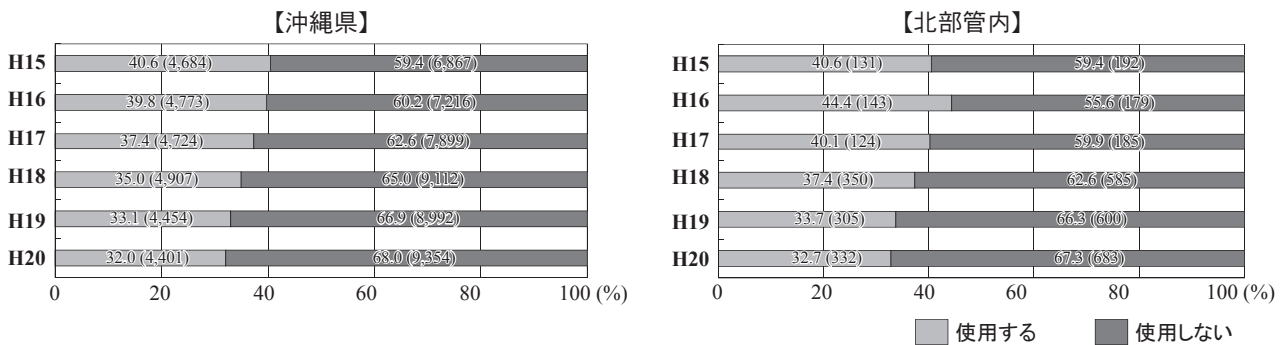 【沖縄県】
H15 40.6 (4,684) 59.4 (6,867)
H16 39.8 (4,773) 60.2 (7,216)
H17 37.4 (4,724) 62.6 (7,899)
H18 35.0 (4,907) 65.0 (9,112)
H19 33.1 (4,454) 66.9 (8,992)
H20 32.0 (4,401) 68.0 (9,354)
0 20 40 60 80 100 (%)
【北部管内】
H15 40.6 (131) 59.4 (192)
H16 44.4 (143) 55.6 (179)
H17 40.1 (124) 59.9 (185)
H18 37.4 (350) 62.6 (585)
H19 33.7 (305) 66.3 (600)
H20 32.7 (332) 67.3 (683)
0 20 40 60 80 100 (%)
使用する 使用しない